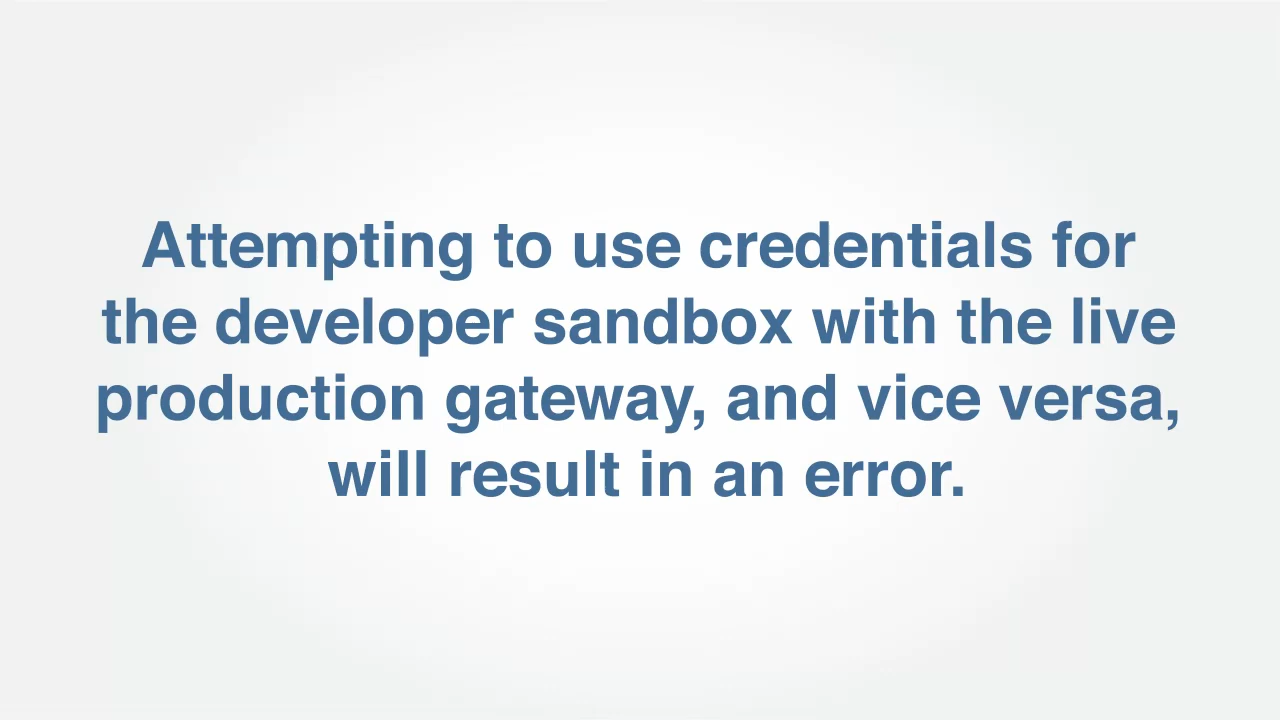 Attempting to use credentials for
the developer sandbox with the live
production gateway, and vice versa,
will result in an error.